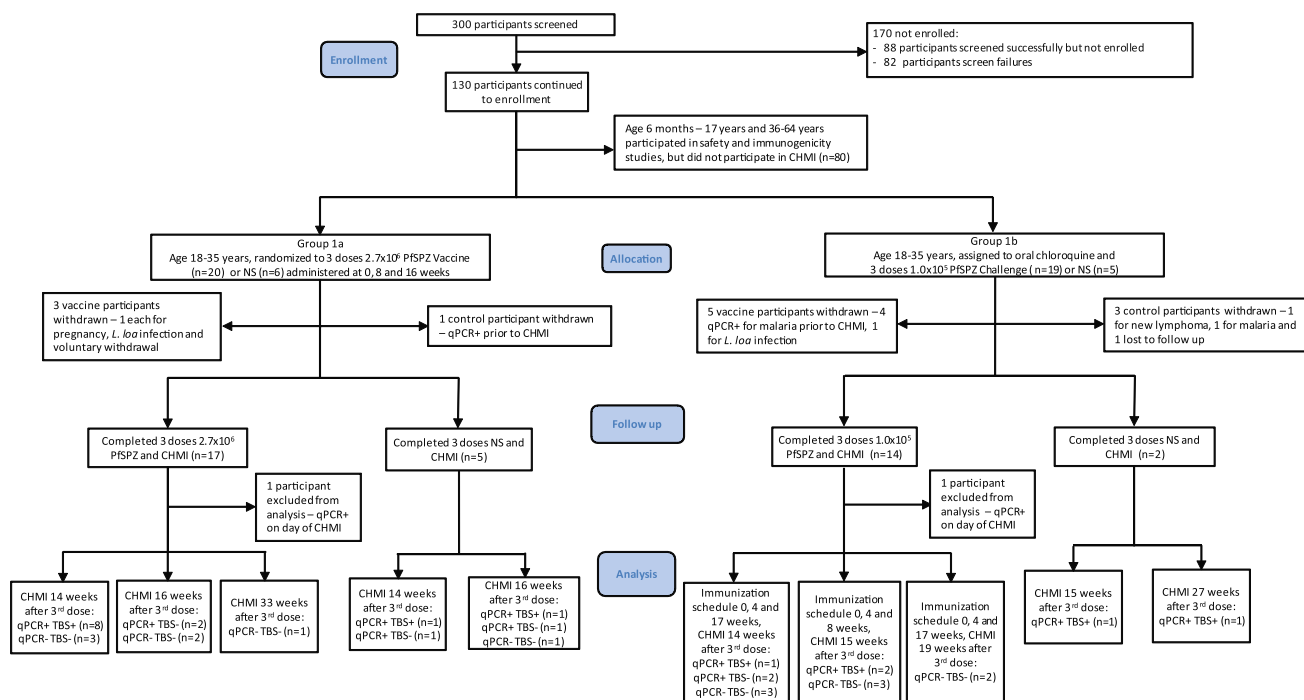 300 participants screened
170 not enrolled:
- 88 participants screened successfully but not enrolled
- 82 participants screen failures
Enrollment
130 participants continued
to enrollment
Age 6 months – 17 years and 36-64 years
participated in safety and immunogenicity
studies, but did not participate in CHMI (n=80)
Group 1a
Age 18-35 years, randomized to 3 doses 2.7x10⁶ PfSPZ Vaccine
(n=20) or NS (n=6) administered at 0, 8 and 16 weeks
Allocation
Group 1b
Age 18-35 years, assigned to oral chloroquine and
3 doses 1.0x10⁵ PfSPZ Challenge ( n=19) or NS (n=5)
3 vaccine participants
withdrawn – 1 each for
pregnancy, L. loa infection and
voluntary withdrawal
1 control participant withdrawn
– qPCR+ prior to CHMI
5 vaccine participants withdrawn – 4
qPCR+ for malaria prior to CHMI, 1
for L. loa infection
3 control participants withdrawn – 1
for new lymphoma, 1 for malaria and
1 lost to follow up
Follow up
Completed 3 doses 2.7x10⁶
PfSPZ and CHMI (n=17)
Completed 3 doses NS and
CHMI (n=5)
Completed 3 doses 1.0x10⁵
PfSPZ and CHMI (n=14)
Completed 3 doses NS and
CHMI (n=2)
1 participant
excluded from
analysis – qPCR+
on day of CHMI
1 participant
excluded from
analysis – qPCR+
on day of CHMI
Analysis
CHMI 14 weeks
after 3ʳᵈ dose:
qPCR+ TBS+ (n=8)
qPCR- TBS- (n=3)
CHMI 16 weeks
after 3ʳᵈ dose:
qPCR+ TBS- (n=2)
qPCR- TBS- (n=2)
CHMI 33 weeks
after 3ʳᵈ dose:
qPCR- TBS- (n=1)
CHMI 14 weeks
after 3ʳᵈ dose:
qPCR+ TBS+ (n=1)
qPCR+ TBS- (n=1)
CHMI 16 weeks
after 3ʳᵈ dose:
qPCR+ TBS+ (n=1)
qPCR+ TBS- (n=1)
qPCR- TBS- (n=1)
Immunization
schedule 0, 4 and
17 weeks,
CHMI 14 weeks
after 3ʳᵈ dose:
qPCR+ TBS+ (n=1)
qPCR+ TBS- (n=2)
qPCR- TBS- (n=3)
Immunization
schedule 0, 4 and
8 weeks,
CHMI 15 weeks
after 3ʳᵈ dose:
qPCR+ TBS+ (n=2)
qPCR- TBS- (n=3)
Immunization
schedule 0, 4 and
17 weeks, CHMI
19 weeks after
3ʳᵈ dose:
qPCR- TBS- (n=2)
CHMI 15 weeks
after 3ʳᵈ dose:
qPCR+ TBS+ (n=1)
CHMI 27 weeks
after 3ʳᵈ dose:
qPCR+ TBS+ (n=1)